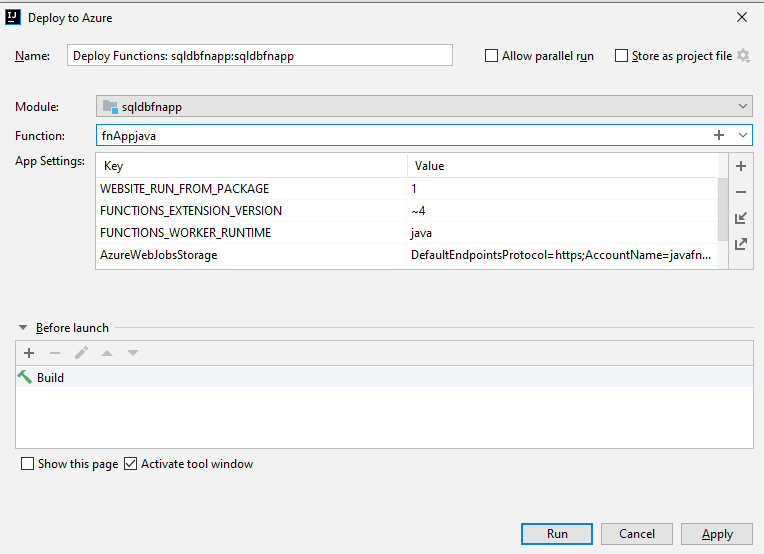 IJ Deploy to Azure
Name: Deploy Functions: sqldbfnapp:sqldbfnapp Allow parallel run Store as project file
Module: sqldbfnapp
Function: fnAppjava
App Settings: Key Value
WEBSITE_RUN_FROM_PACKAGE 1
FUNCTIONS_EXTENSION_VERSION ~4
FUNCTIONS_WORKER_RUNTIME java
AzureWebJobsStorage DefaultEndpointsProtocol=https;AccountName=javafn...
Before launch
Build
Show this page Activate tool window
Run Cancel Apply